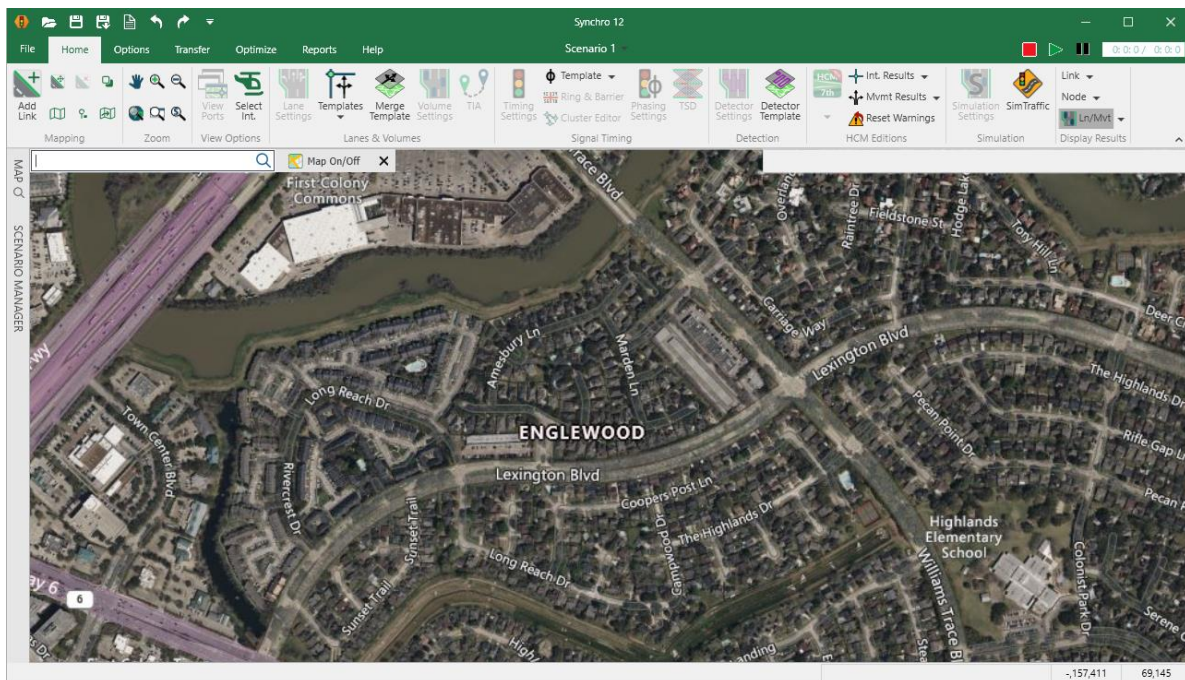 Synchro 12
File Home Options Transfer Optimize Reports Help Scenario 1 0: 0: 0 / 0: 0: 0
Add Link
Mapping
Zoom
View Ports
Select Int.
View Options
Lane Settings
Templates
Merge Template
Volume Settings
TIA
Lanes & Volumes
Timing Settings
Template
Ring & Barrier
Cluster Editor
Phasing Settings
TSD
Signal Timing
Detector Settings
Detector Template
Detection
HCM 7th
Int. Results
Mvmt Results
Reset Warnings
HCM Editions
Simulation Settings
SimTraffic
Simulation
Link
Node
Ln/Mvt
Display Results
MAP
SCENARIO MANAGER
Map On/Off
First Colony Commons
Trace Blvd
Raintree Dr
Fieldstone St
Hodge Lake
Tory Hill Ln
Deer
Carriage Way
Amesbury Ln
Marden Ln
Lexington Blvd
The Highlands Dr
Long Reach Dr
Town Center Blvd
ENGLEWOOD
Pecan Point Dr
Rifle Gap
Lexington Blvd
Rivercrest Dr
Sunset Trail
Coopers Post Ln
Campwood Dr
The Highlands Dr
Pecan
Long Reach Dr
Highlands Elementary School
Williams Trace
Colonist Park Dr
Serene
6
Sunset Trail
-,157,411 69,145